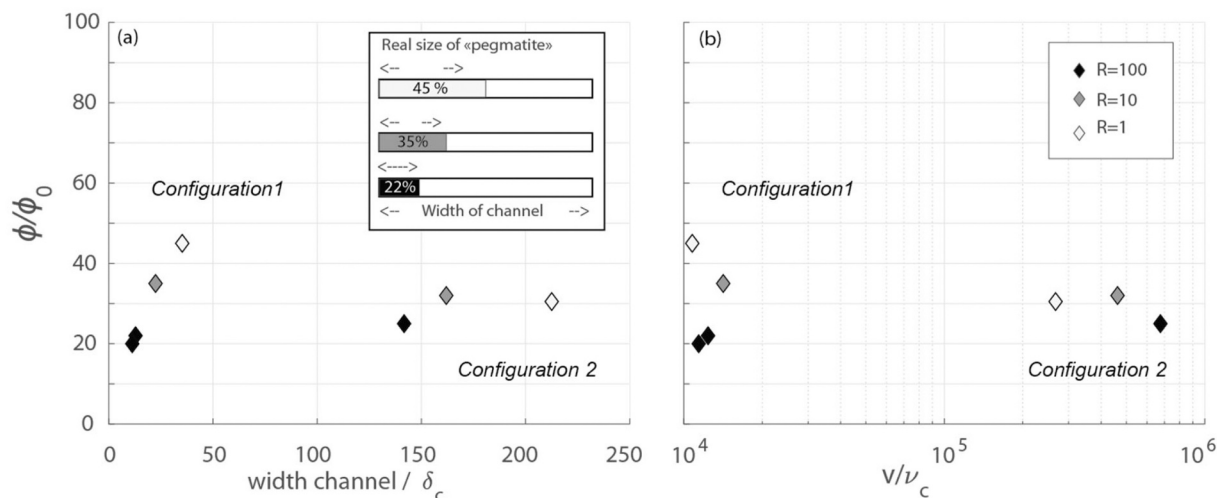 (a)
100
80
60
40
20
0
ϕ/ϕ0
0 50 100 150 200 250
width channel / δc
Real size of «pegmatite»
<-- -->
45 %
<-- -->
35%
<---->
22%
<-- Width of channel -->
Configuration1
Configuration 2
(b)
R=100
R=10
R=1
Configuration1
Configuration 2
10^4 10^5 10^6
v/νc